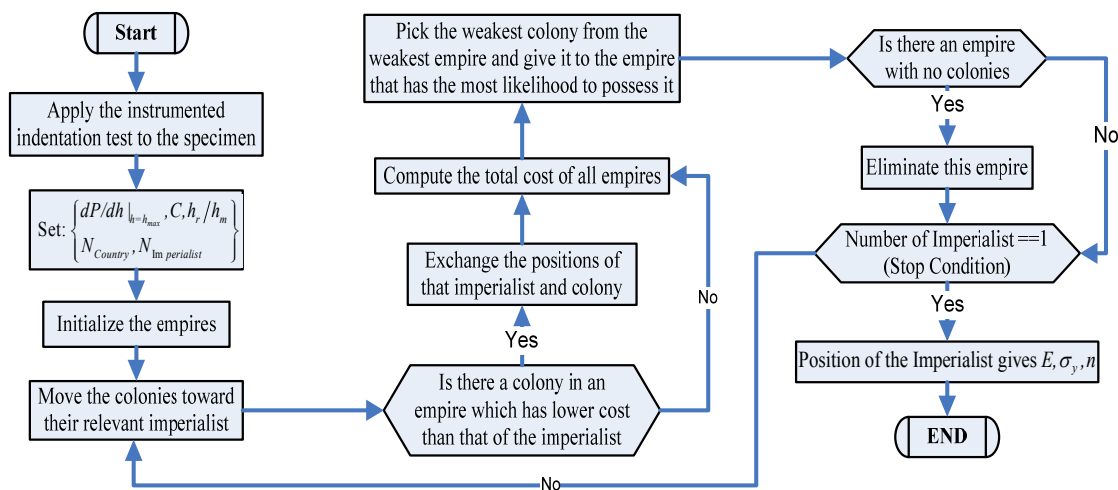 Start
Apply the instrumented
indentation test to the specimen
Set: {dP/dh|h=hmax, C, hr/hm
NCountry, NIm perialist}
Initialize the empires
Move the colonies toward
their relevant imperialist
Is there a colony in an
empire which has lower cost
than that of the imperialist
Yes
No
Exchange the positions of
that imperialist and colony
Compute the total cost of all empires
Pick the weakest colony from the
weakest empire and give it to the empire
that has the most likelihood to possess it
Is there an empire
with no colonies
Yes
No
Eliminate this empire
Number of Imperialist ==1
(Stop Condition)
Yes
No
Position of the Imperialist gives E, σy, n
END